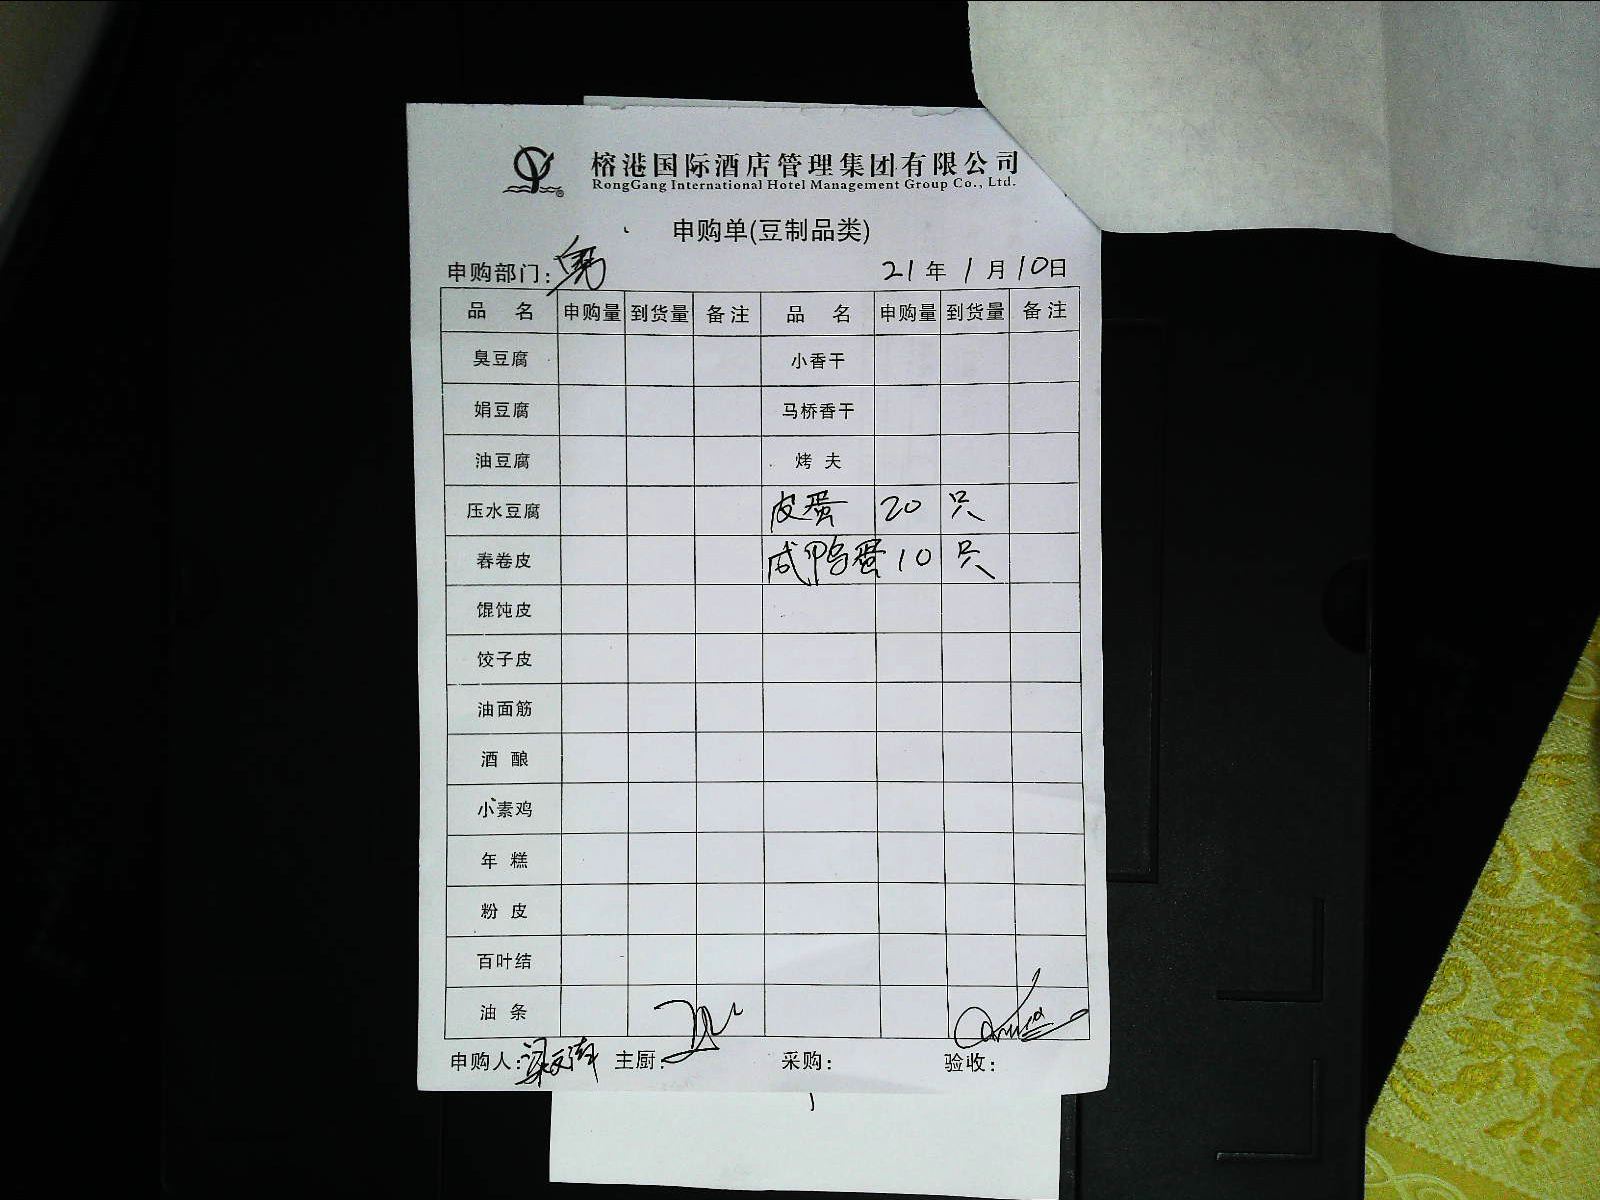 榕港国际酒店管理集团有限公司
RongGang International Hotel Management Group Co., Ltd.
申购单(豆制品类)
申购部门: 21年1月10日
品名 申购量 到货量 备注 品名 申购量 到货量 备注
臭豆腐 小香干
娟豆腐 马桥香干
油豆腐 烤夫
压水豆腐 皮蛋 20 只
春卷皮 咸鸭蛋 10 只
馄饨皮
饺子皮
油面筋
酒酿
小素鸡
年糕
粉皮
百叶结
油条
申购人: 主厨: 采购: 验收: